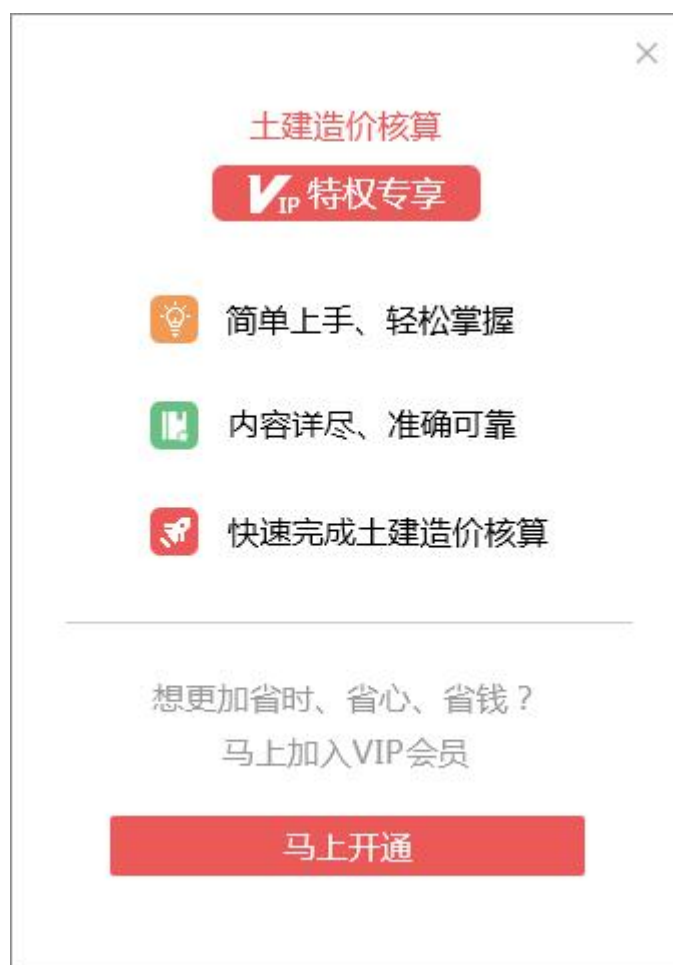 土建造价核算
VIP 特权专享
简单上手、轻松掌握
内容详尽、准确可靠
快速完成土建造价核算
想更加省时、省心、省钱？
马上加入VIP会员
马上开通